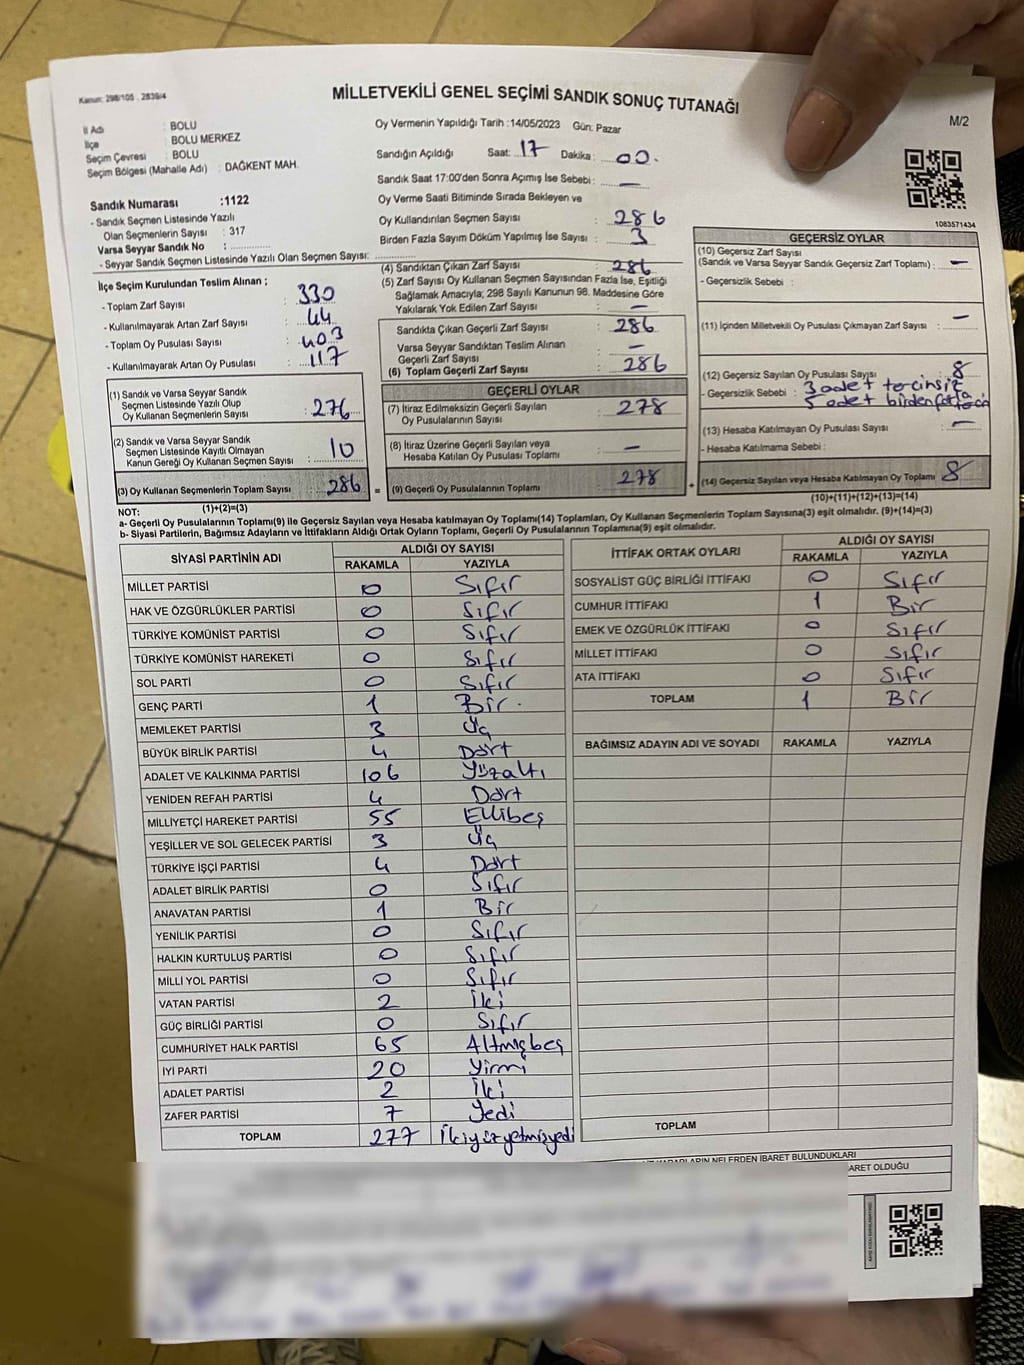 Kanun: 298/105 , 2839/4
MİLLETVEKİLİ GENEL SEÇİMİ SANDIK SONUÇ TUTANAĞI
M/2
İl Adı : BOLU
İlçe : BOLU MERKEZ
Seçim Çevresi : BOLU
Seçim Bölgesi (Mahalle Adı) : DAĞKENT MAH.
Sandık Numarası :1122
- Sandık Seçmen Listesinde Yazılı
Olan Seçmenlerin Sayısı : 317
Varsa Seyyar Sandık No :
- Seyyar Sandık Seçmen Listesinde Yazılı Olan Seçmen Sayısı:
Oy Vermenin Yapıldığı Tarih :14/05/2023 Gün: Pazar
Sandığın Açıldığı Saat: 17 Dakika : 00.
Sandık Saat 17:00'den Sonra Açımış İse Sebebi : —
Oy Verme Saati Bitiminde Sırada Bekleyen ve
Oy Kullandırılan Seçmen Sayısı : 286
Birden Fazla Sayım Döküm Yapılmış İse Sayısı : 3
1083571434
İlçe Seçim Kurulundan Teslim Alınan ;
- Toplam Zarf Sayısı : 330
- Kullanılmayarak Artan Zarf Sayısı : 44
- Toplam Oy Pusulası Sayısı : 403
- Kullanılmayarak Artan Oy Pusulası : 117
(1) Sandık ve Varsa Seyyar Sandık
Seçmen Listesinde Yazılı Olup
Oy Kullanan Seçmenlerin Sayısı : 276
(2) Sandık ve Varsa Seyyar Sandık
Seçmen Listesinde Kayıtlı Olmayan
Kanun Gereği Oy Kullanan Seçmen Sayısı : 10
(3) Oy Kullanan Seçmenlerin Toplam Sayısı : 286 =
(1)+(2)=(3)
(4) Sandıktan Çıkan Zarf Sayısı : 286
(5) Zarf Sayısı Oy Kullanan Seçmen Sayısından Fazla İse, Eşitliği
Sağlamak Amacıyla; 298 Sayılı Kanunun 98. Maddesine Göre
Yakılarak Yok Edilen Zarf Sayısı : —
Sandıkta Çıkan Geçerli Zarf Sayısı : 286
Varsa Seyyar Sandıktan Teslim Alınan
Geçerli Zarf Sayısı : —
(6) Toplam Geçerli Zarf Sayısı : 286
GEÇERLİ OYLAR
(7) İtiraz Edilmeksizin Geçerli Sayılan
Oy Pusulalarının Sayısı : 278
(8) İtiraz Üzerine Geçerli Sayılan veya
Hesaba Katılan Oy Pusulası Toplamı : —
(9) Geçerli Oy Pusulalarının Toplamı : 278 +
GEÇERSİZ OYLAR
(10) Geçersiz Zarf Sayısı
(Sandık ve Varsa Seyyar Sandık Geçersiz Zarf Toplamı) : —
- Geçersizlik Sebebi :
(11) İçinden Milletvekili Oy Pusulası Çıkmayan Zarf Sayısı : —
(12) Geçersiz Sayılan Oy Pusulası Sayısı : 8
- Geçersizlik Sebebi : 3 adet tercinsiz
5 adet birden fazla
(13) Hesaba Katılmayan Oy Pusulası Sayısı : —
- Hesaba Katılmama Sebebi :
(14) Geçersiz Sayılan veya Hesaba Katılmayan Oy Toplamı : 8
(10)+(11)+(12)+(13)=(14)
NOT:
a- Geçerli Oy Pusulalarının Toplamı(9) ile Geçersiz Sayılan veya Hesaba katılmayan Oy Toplamı(14) Toplamları, Oy Kullanan Seçmenlerin Toplam Sayısına(3) eşit olmalıdır. (9)+(14)=(3)
b- Siyasi Partilerin, Bağımsız Adayların ve İttifakların Aldığı Ortak Oyların Toplamı, Geçerli Oy Pusulalarının Toplamına(9) eşit olmalıdır.
SİYASİ PARTİNİN ADI ALDIĞI OY SAYISI
RAKAMLA YAZIYLA
MİLLET PARTİSİ 0 Sıfır
HAK VE ÖZGÜRLÜKLER PARTİSİ 0 Sıfır
TÜRKİYE KOMÜNİST PARTİSİ 0 Sıfır
TÜRKİYE KOMÜNİST HAREKETİ 0 Sıfır
SOL PARTİ 0 Sıfır
GENÇ PARTİ 1 Bir.
MEMLEKET PARTİSİ 3 Üç
BÜYÜK BİRLİK PARTİSİ 4 Dört
ADALET VE KALKINMA PARTİSİ 106 Yüzaltı
YENİDEN REFAH PARTİSİ 4 Dört
MİLLİYETÇİ HAREKET PARTİSİ 55 Ellibeş
YEŞİLLER VE SOL GELECEK PARTİSİ 3 Üç
TÜRKİYE İŞÇİ PARTİSİ 4 Dört
ADALET BİRLİK PARTİSİ 0 Sıfır
ANAVATAN PARTİSİ 1 Bir
YENİLİK PARTİSİ 0 Sıfır
HALKIN KURTULUŞ PARTİSİ 0 Sıfır
MİLLİ YOL PARTİSİ 0 Sıfır
VATAN PARTİSİ 2 İki
GÜÇ BİRLİĞİ PARTİSİ 0 Sıfır
CUMHURİYET HALK PARTİSİ 65 Altmışbeş
İYİ PARTİ 20 Yirmi
ADALET PARTİSİ 2 İki
ZAFER PARTİSİ 7 Yedi
TOPLAM 277 İkiyüzyetmişyedi
İTTİFAK ORTAK OYLARI ALDIĞI OY SAYISI
RAKAMLA YAZIYLA
SOSYALİST GÜÇ BİRLİĞİ İTTİFAKI 0 Sıfır
CUMHUR İTTİFAKI 1 Bir
EMEK VE ÖZGÜRLÜK İTTİFAKI 0 Sıfır
MİLLET İTTİFAKI 0 Sıfır
ATA İTTİFAKI 0 Sıfır
TOPLAM 1 Bir
BAĞIMSIZ ADAYIN ADI VE SOYADI RAKAMLA YAZIYLA
TOPLAM
NELERDEN İBARET BULUNDUKLARI
ARET OLDUĞU